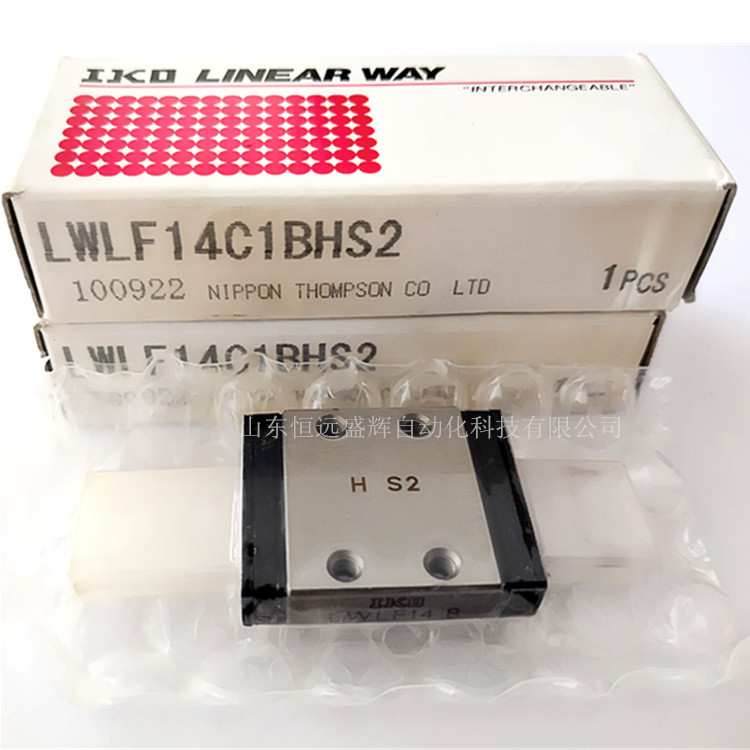 IKO LINEAR WAY
"INTERCHANGEABLE"
LWLF14C1BHS2
100922 NIPPON THOMPSON CO LTD 1PCS
LWLF14C1BHS2
山东恒远盛辉自动化科技有限公司
H S2
IKO
LWLF14 B